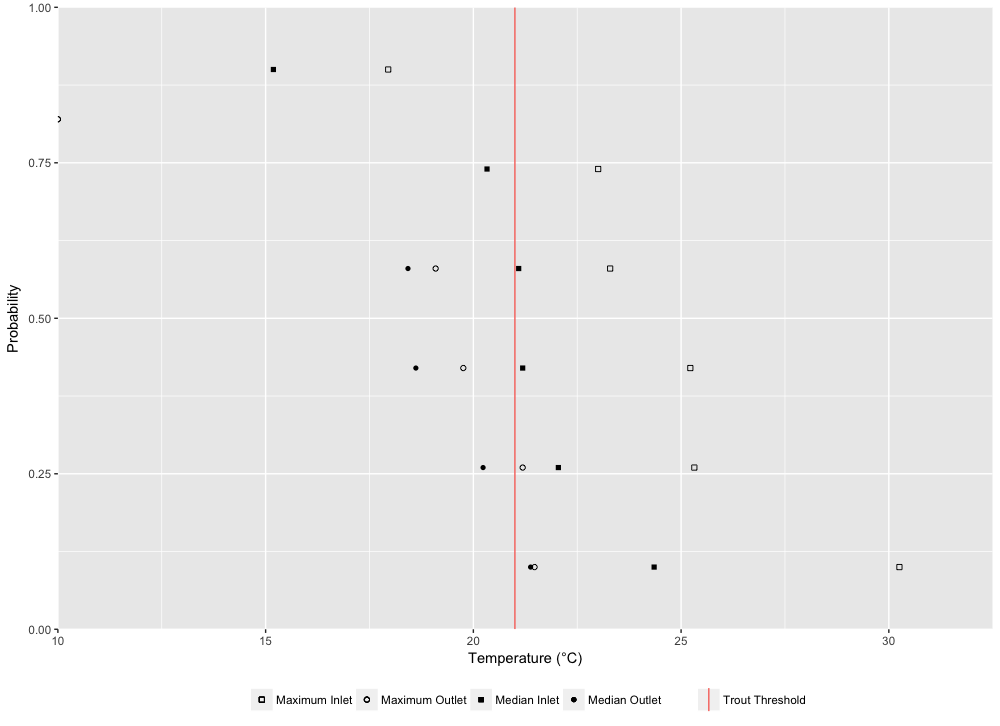 1.00
0.75
Probability
0.50
0.25
0.00
10 15 20 25 30
Temperature (°C)
Maximum Inlet Maximum Outlet Median Inlet Median Outlet Trout Threshold